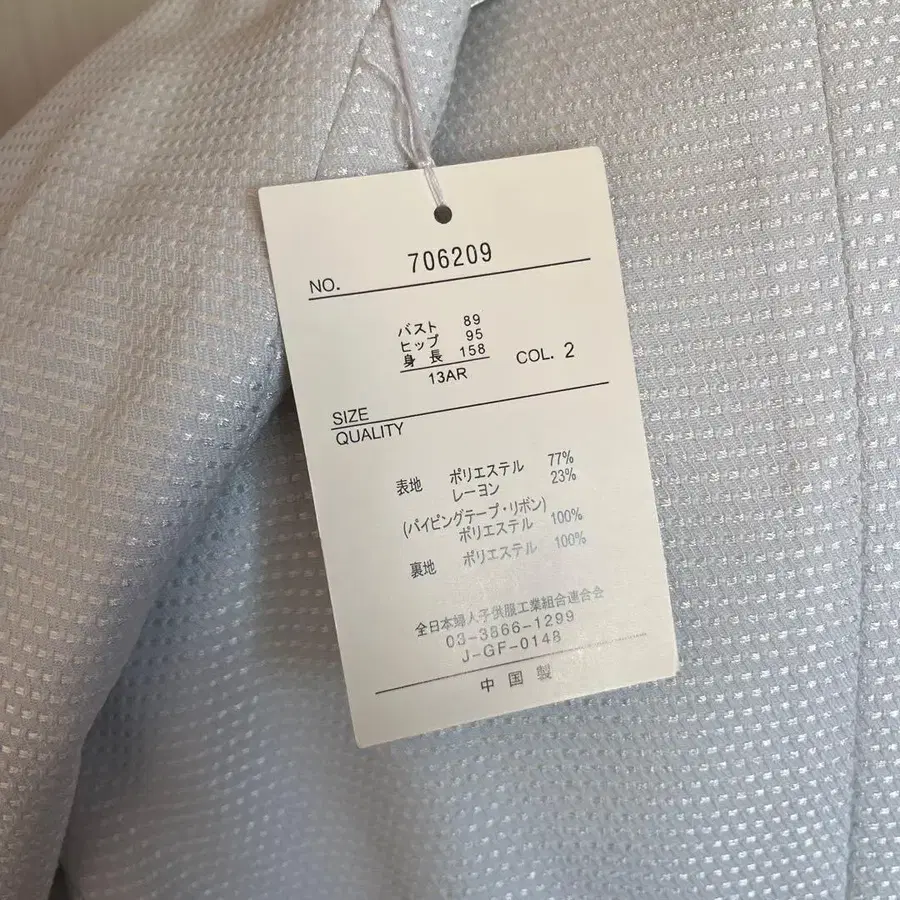 NO. 706209
バスト 89
ヒップ 95
身長 158
13AR COL. 2
SIZE
QUALITY
表地 ポリエステル 77%
レーヨン 23%
(パイピングテープ・リボン)
ポリエステル 100%
裏地 ポリエステル 100%
全日本婦人子供服工業組合連合会
03-3866-1299
J-GF-0148
中国製